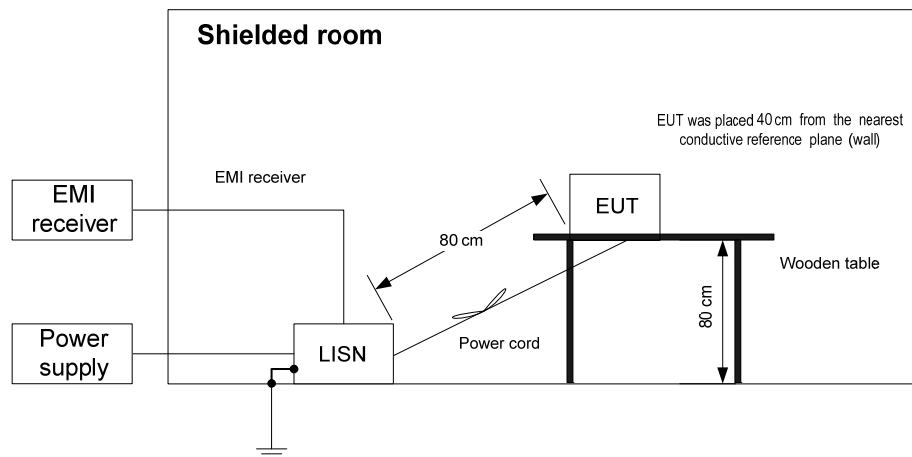 Shielded room
EUT was placed 40 cm from the nearest
conductive reference plane (wall)
EMI receiver
EMI
receiver
EUT
80 cm
Wooden table
80 cm
Power
supply
LISN
Power cord